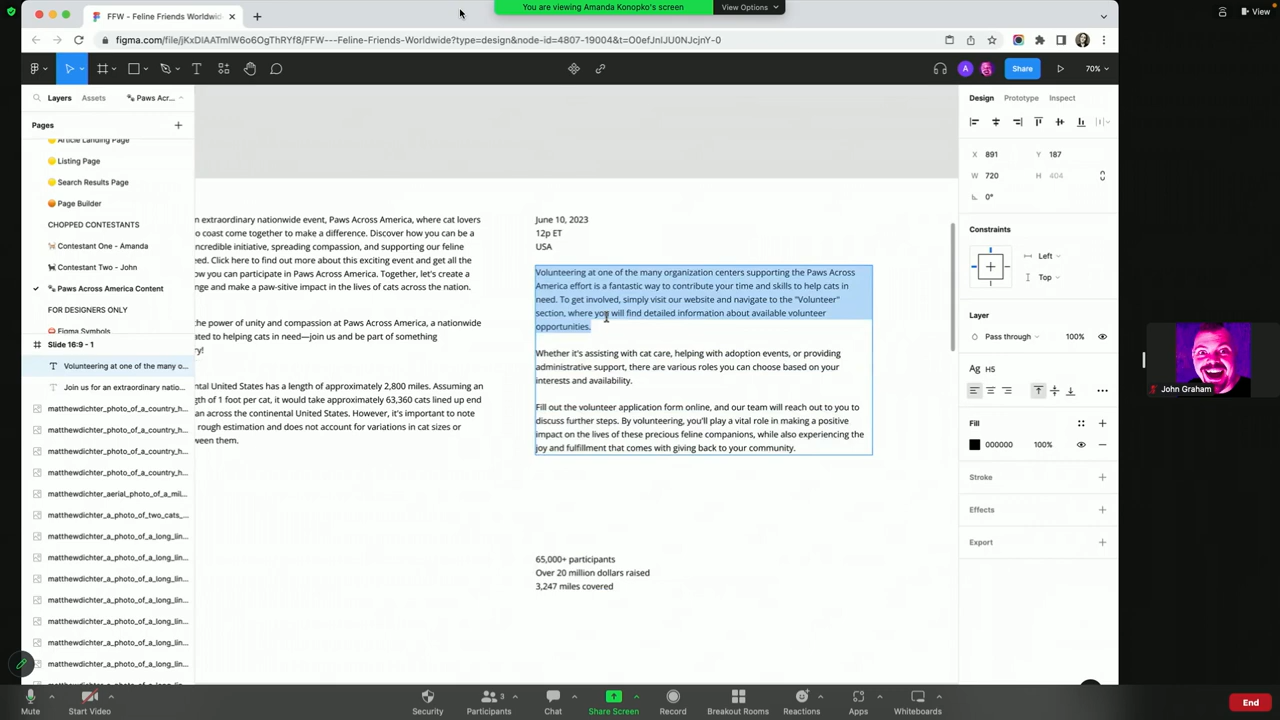 You are viewing Amanda Konopko's screen
View Options
View
FFW - Feline Friends Worldwid
figma.com/file/jKxDIAATmIW6o6OgThRYf8/FFW---Feline-Friends-Worldwide?type=design&node-id=4807-19004&t=O0efJnIJU0NJcjnY-0
A
Share
70%
Layers
Assets
Paws Acr...
Design
Prototype
Inspect
Pages
Article Landing Page
Listing Page
Search Results Page
Page Builder
CHOPPED CONTESTANTS
Contestant One - Amanda
Contestant Two - John
Paws Across America Content
FOR DESIGNERS ONLY
Figma Symbols
Slide 16:9 - 1
Volunteering at one of the many o...
Join us for an extraordinary natio...
matthewdichter_photo_of_a_country_h...
matthewdichter_photo_of_a_country_h...
matthewdichter_photo_of_a_country_h...
matthewdichter_photo_of_a_country_h...
matthewdichter_aerial_photo_of_a_mil...
matthewdichter_a_photo_of_two_cats_...
matthewdichter_a_photo_of_a_long_lin...
matthewdichter_a_photo_of_a_long_lin...
matthewdichter_a_photo_of_a_long_lin...
matthewdichter_a_photo_of_a_long_lin...
matthewdichter_a_photo_of_a_long_lin...
matthewdichter_a_photo_of_a_long_lin...
matthewdichter_a_photo_of_a_long_lin...
n extraordinary nationwide event, Paws Across America, where cat lovers
o coast come together to make a difference. Discover how you can be a
ncredible initiative, spreading compassion, and supporting our feline
eed. Click here to find out more about this exciting event and get all the
ow you can participate in Paws Across America. Together, let's create a
nge and make a paw-sitive impact in the lives of cats across the nation.
the power of unity and compassion at Paws Across America, a nationwide
ated to helping cats in need—join us and be part of something
ry!
ntal United States has a length of approximately 2,800 miles. Assuming an
gth of 1 foot per cat, it would take approximately 63,360 cats lined up end
an across the continental United States. However, it's important to note
rough estimation and does not account for variations in cat sizes or
ween them.
June 10, 2023
12p ET
USA
Volunteering at one of the many organization centers supporting the Paws Across
America effort is a fantastic way to contribute your time and skills to help cats in
need. To get involved, simply visit our website and navigate to the "Volunteer"
section, where you will find detailed information about available volunteer
opportunities.
Whether it's assisting with cat care, helping with adoption events, or providing
administrative support, there are various roles you can choose based on your
interests and availability.
Fill out the volunteer application form online, and our team will reach out to you to
discuss further steps. By volunteering, you'll play a vital role in making a positive
impact on the lives of these precious feline companions, while also experiencing the
joy and fulfillment that comes with giving back to your community.
65,000+ participants
Over 20 million dollars raised
3,247 miles covered
X 891
Y 187
W 720
H 404
0°
Constraints
Left
Top
Layer
Pass through
100%
Ag H5
Fill
000000
100%
Stroke
Effects
Export
John Graham
Mute
Start Video
Security
Participants
3
Chat
Share Screen
Record
Breakout Rooms
Reactions
Apps
Whiteboards
End